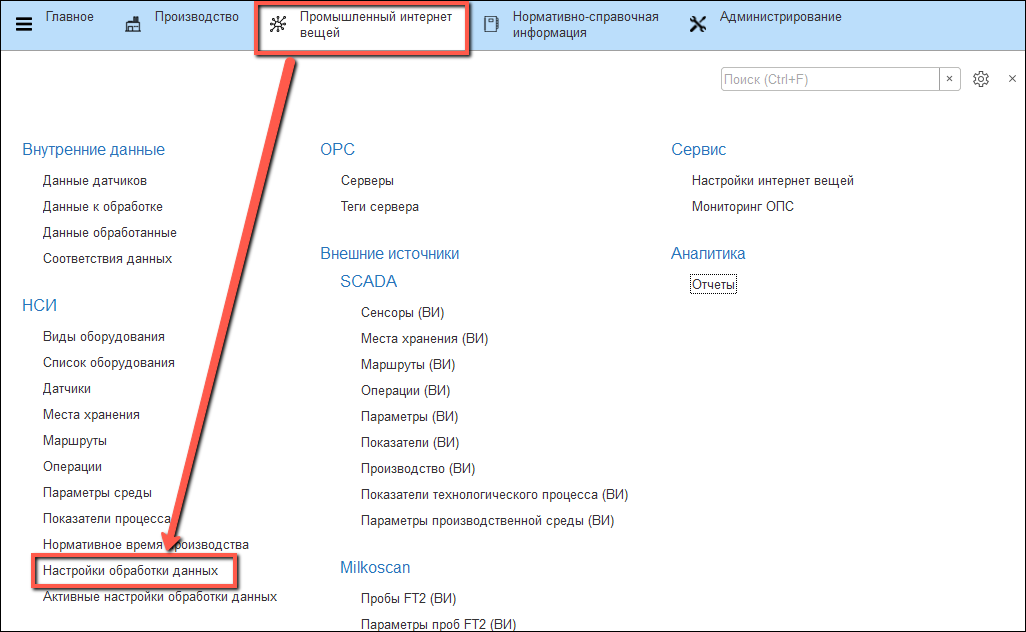 Главное
Производство
Промышленный интернет
вещей
Нормативно-справочная
информация
Администрирование
Поиск (Ctrl+F)
Внутренние данные
Данные датчиков
Данные к обработке
Данные обработанные
Соответствия данных
НСИ
Виды оборудования
Список оборудования
Датчики
Места хранения
Маршруты
Операции
Параметры среды
Показатели процесса
Нормативное время производства
Настройки обработки данных
Активные настройки обработки данных
OPC
Серверы
Теги сервера
Внешние источники
SCADA
Сенсоры (ВИ)
Места хранения (ВИ)
Маршруты (ВИ)
Операции (ВИ)
Параметры (ВИ)
Показатели (ВИ)
Производство (ВИ)
Показатели технологического процесса (ВИ)
Параметры производственной среды (ВИ)
Milkoscan
Пробы FT2 (ВИ)
Параметры проб FT2 (ВИ)
Сервис
Настройки интернет вещей
Мониторинг ОПС
Аналитика
Отчеты